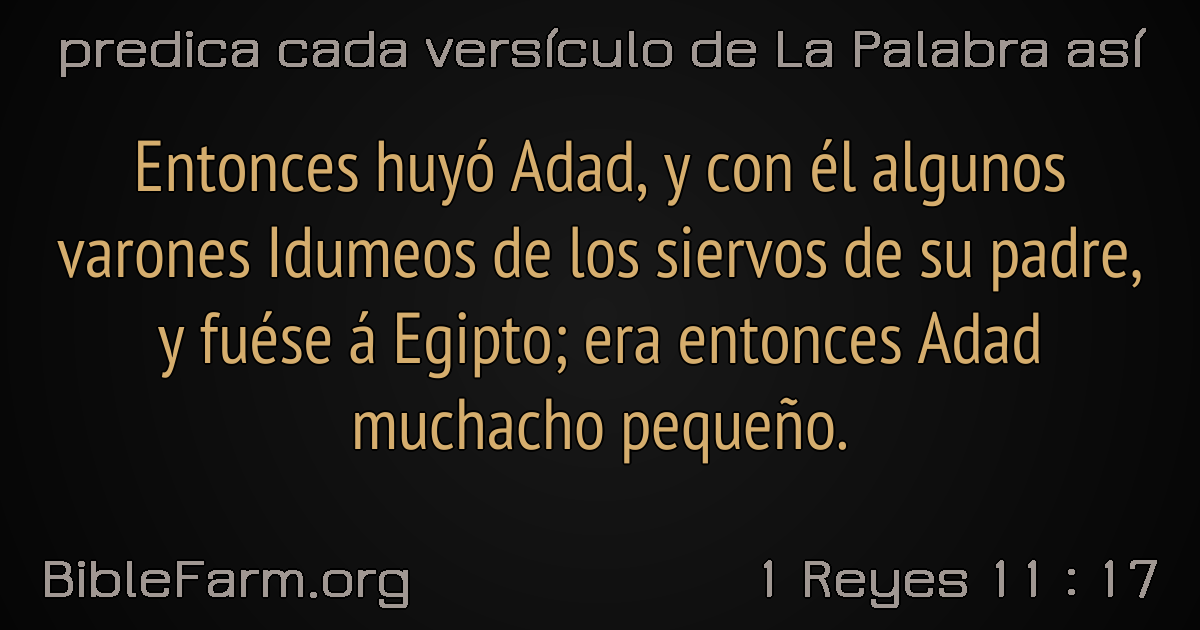 predica cada versículo de La Palabra así
Entonces huyó Adad, y con él algunos
varones Idumeos de los siervos de su padre,
y fuése á Egipto; era entonces Adad
muchacho pequeño.
BibleFarm.org
1 Reyes 11 : 17